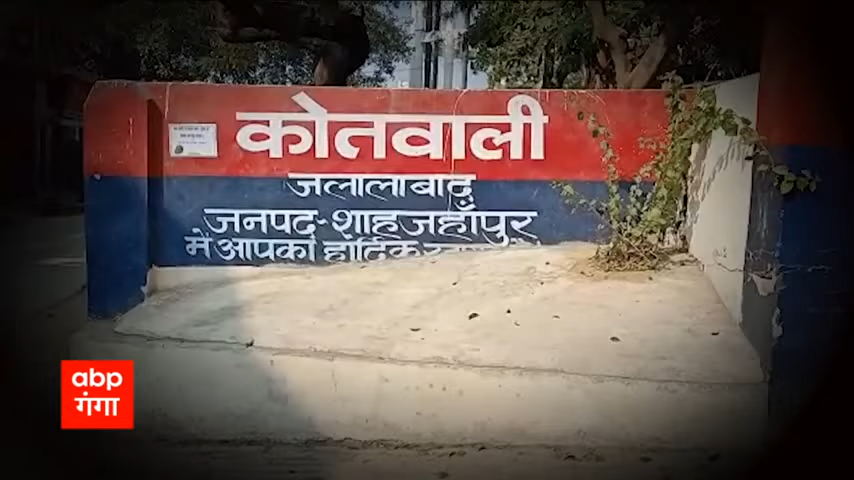 कोतवाली
जलालाबाद
जनपद-शाहजहाँपुर
में आपका हार्दिक
abp
गंगा